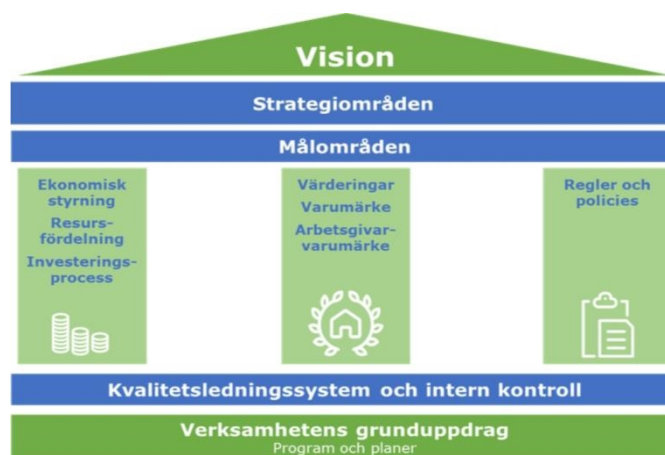 Vision
Strategiområden
Målområden
Ekonomisk
styrning
Resurs-
fördelning
Investerings-
process
Värderingar
Varumärke
Arbetsgivar-
varumärke
Regler och
policies
Kvalitetsledningssystem och intern kontroll
Verksamhetens grunduppdrag
Program och planer